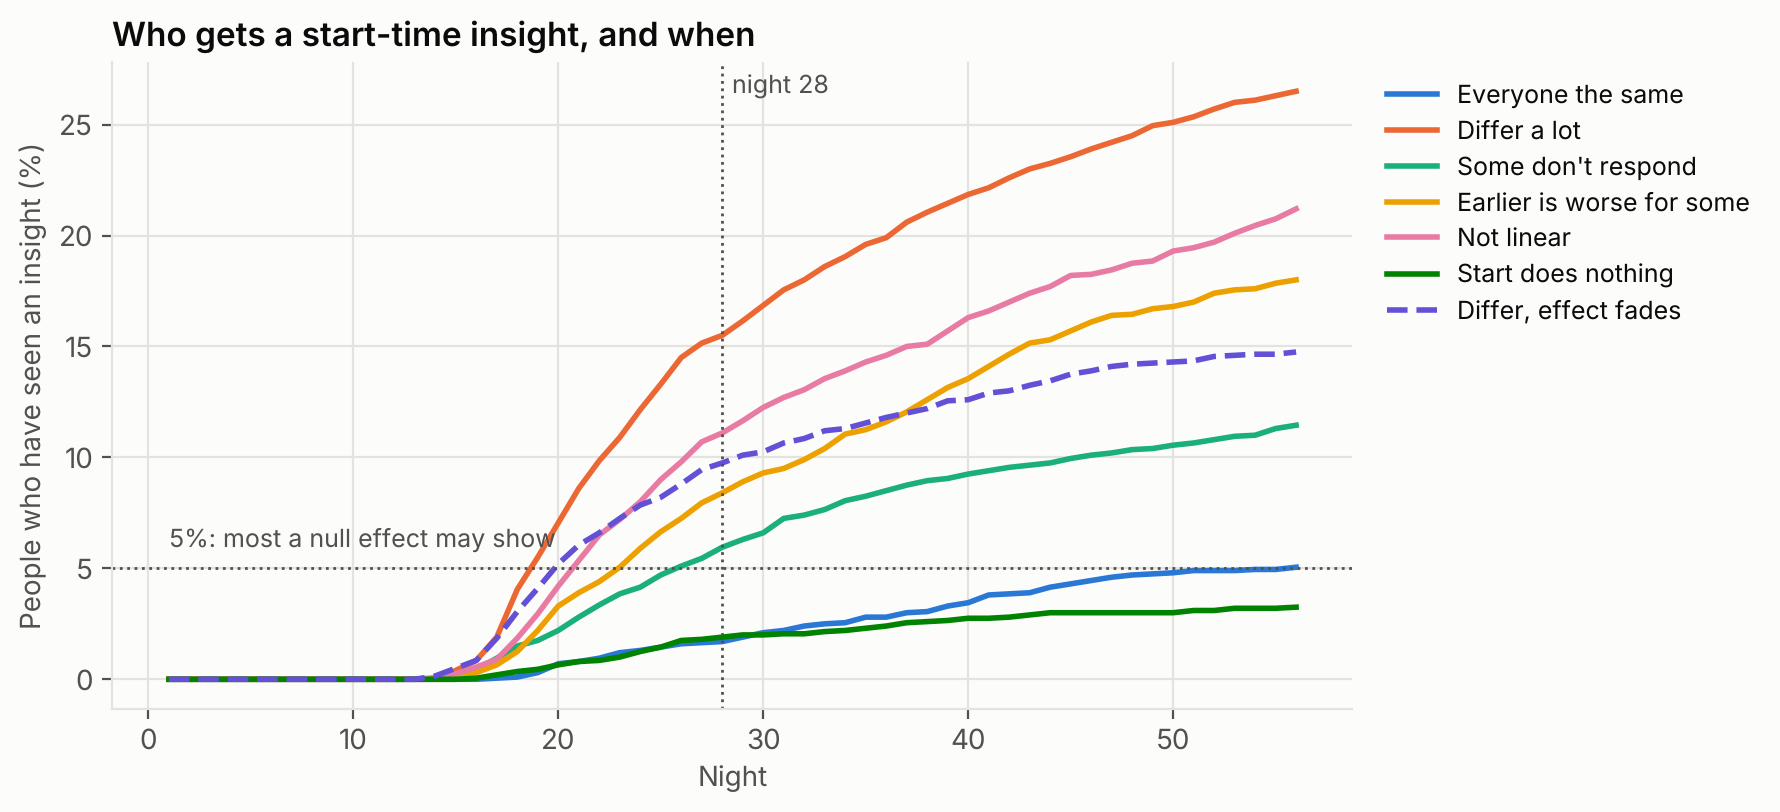 Who gets a start-time insight, and when
night 28
Everyone the same
Differ a lot
Some don't respond
Earlier is worse for some
Not linear
Start does nothing
Differ, effect fades
People who have seen an insight (%)
25
20
15
10
5
0
5%: most a null effect may show
0 10 20 30 40 50
Night